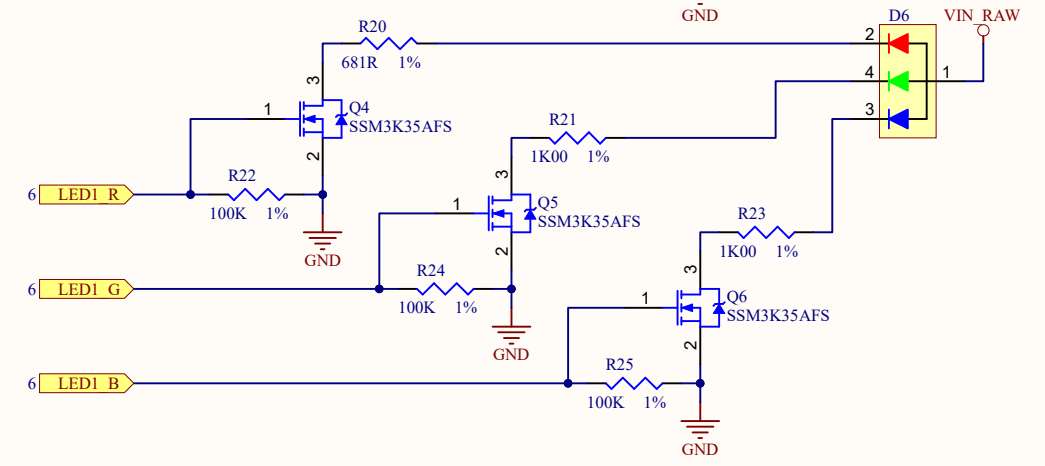 GND
D6
VIN_RAW
R20
681R 1%
2
4
3
1
3
1
2
Q4
SSM3K35AFS
R22
100K 1%
6 LED1_R
GND
R21
1K00 1%
3
1
2
Q5
SSM3K35AFS
R24
100K 1%
6 LED1_G
GND
R23
1K00 1%
3
1
2
Q6
SSM3K35AFS
R25
100K 1%
6 LED1_B
GND